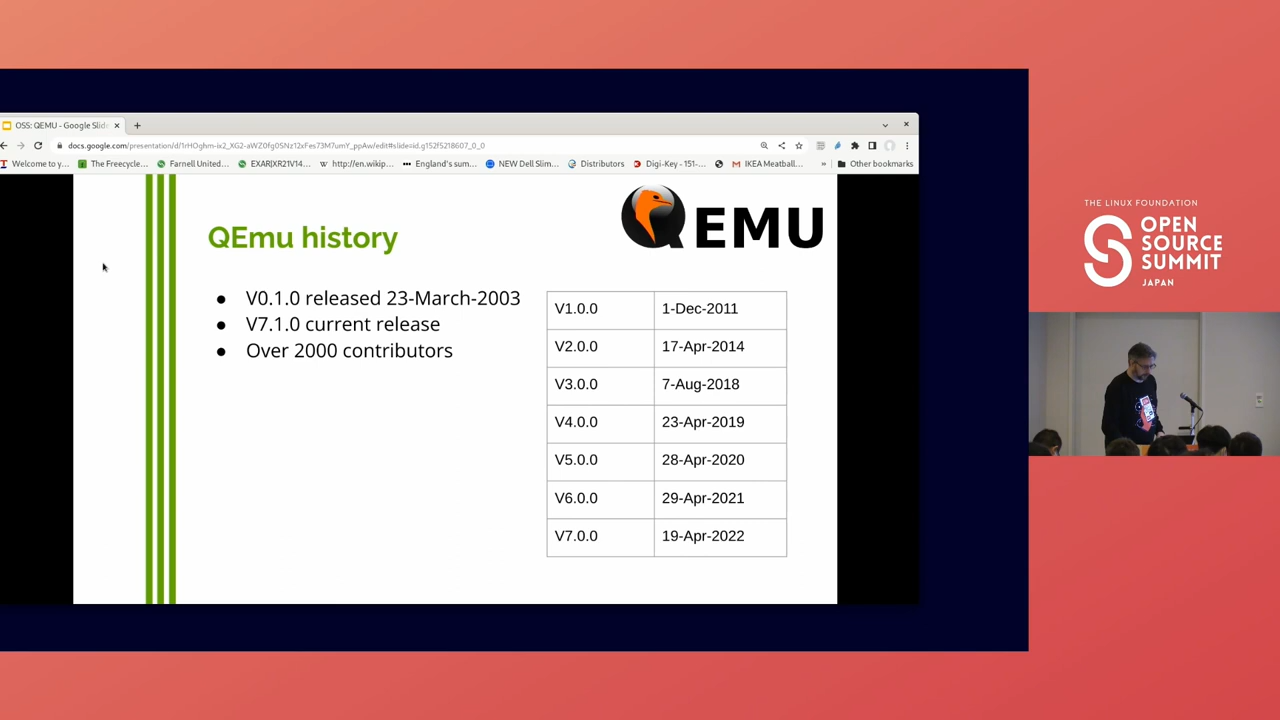 OSS: QEMU - Google Slid
docs.google.com/presentation/d/1rHOghm-ix2_XG2-aWZ0fg0SNz12xFes73M7umY_ppAw/edit#slide=id.g152f5218607_0_0
Welcome to y... The Freecycle... Farnell United... EXAR|XR21V14... http://en.wikip... England's sum... NEW Dell Slim... Distributors Digi-Key - 151-... IKEA Meatball... » Other bookmarks
QEMU
QEmu history
V0.1.0 released 23-March-2003
V7.1.0 current release
Over 2000 contributors
V1.0.0 1-Dec-2011
V2.0.0 17-Apr-2014
V3.0.0 7-Aug-2018
V4.0.0 23-Apr-2019
V5.0.0 28-Apr-2020
V6.0.0 29-Apr-2021
V7.0.0 19-Apr-2022
THE LINUX FOUNDATION
OPEN
SOURCE
SUMMIT
JAPAN